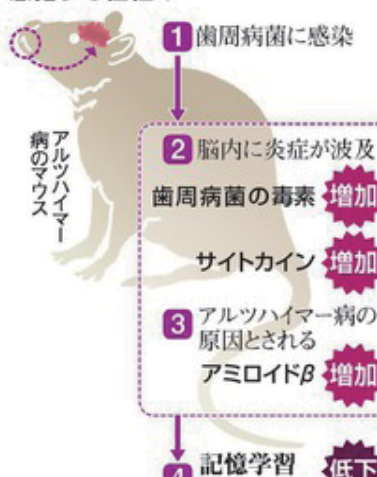 1 歯周病菌に感染
アルツハイマー
病のマウス
2 脳内に炎症が波及
歯周病菌の毒素 増加
サイトカイン 増加
3 アルツハイマー病の
原因とされる
アミロイドβ 増加
4 記憶学習 低下